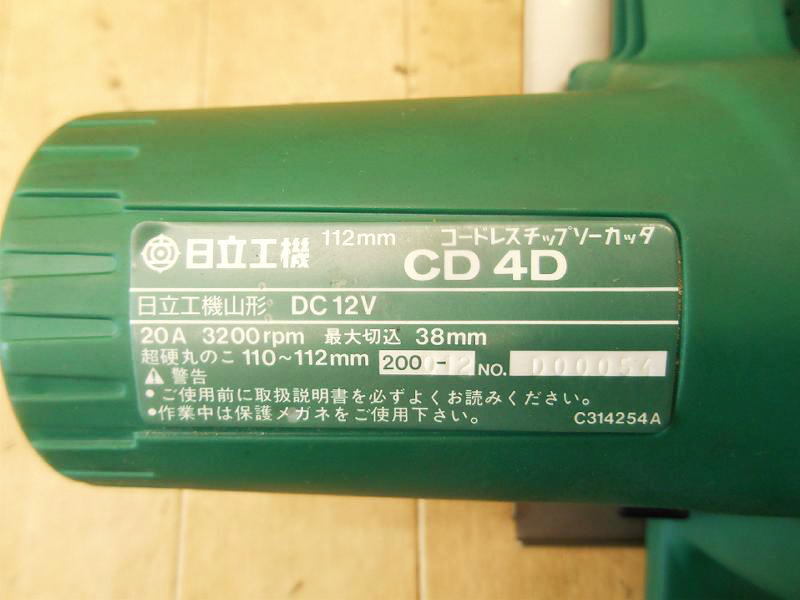 日立工機 112mm コードレスチップソーカッタ
CD 4D
日立工機山形 DC 12V
20A 3200rpm 最大切込 38mm
超硬丸のこ 110～112mm 2000-12 NO. D000054
警告
•ご使用前に取扱説明書を必ずよくお読みください。
•作業中は保護メガネをご使用下さい。
C314254A